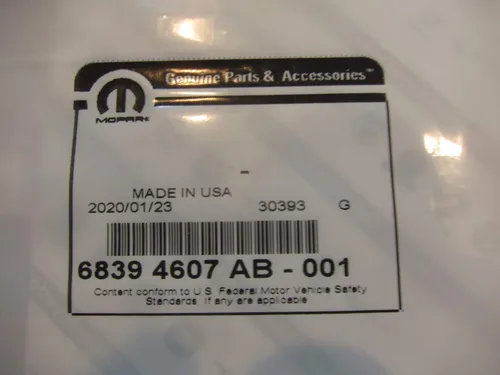 Genuine Parts & Accessories™
MOPAR®
-
MADE IN USA
2020/01/23 30393 G
6839 4607 AB - 001
Content conform to U.S. Federal Motor Vehicle Safety
Standards. If any are applicable